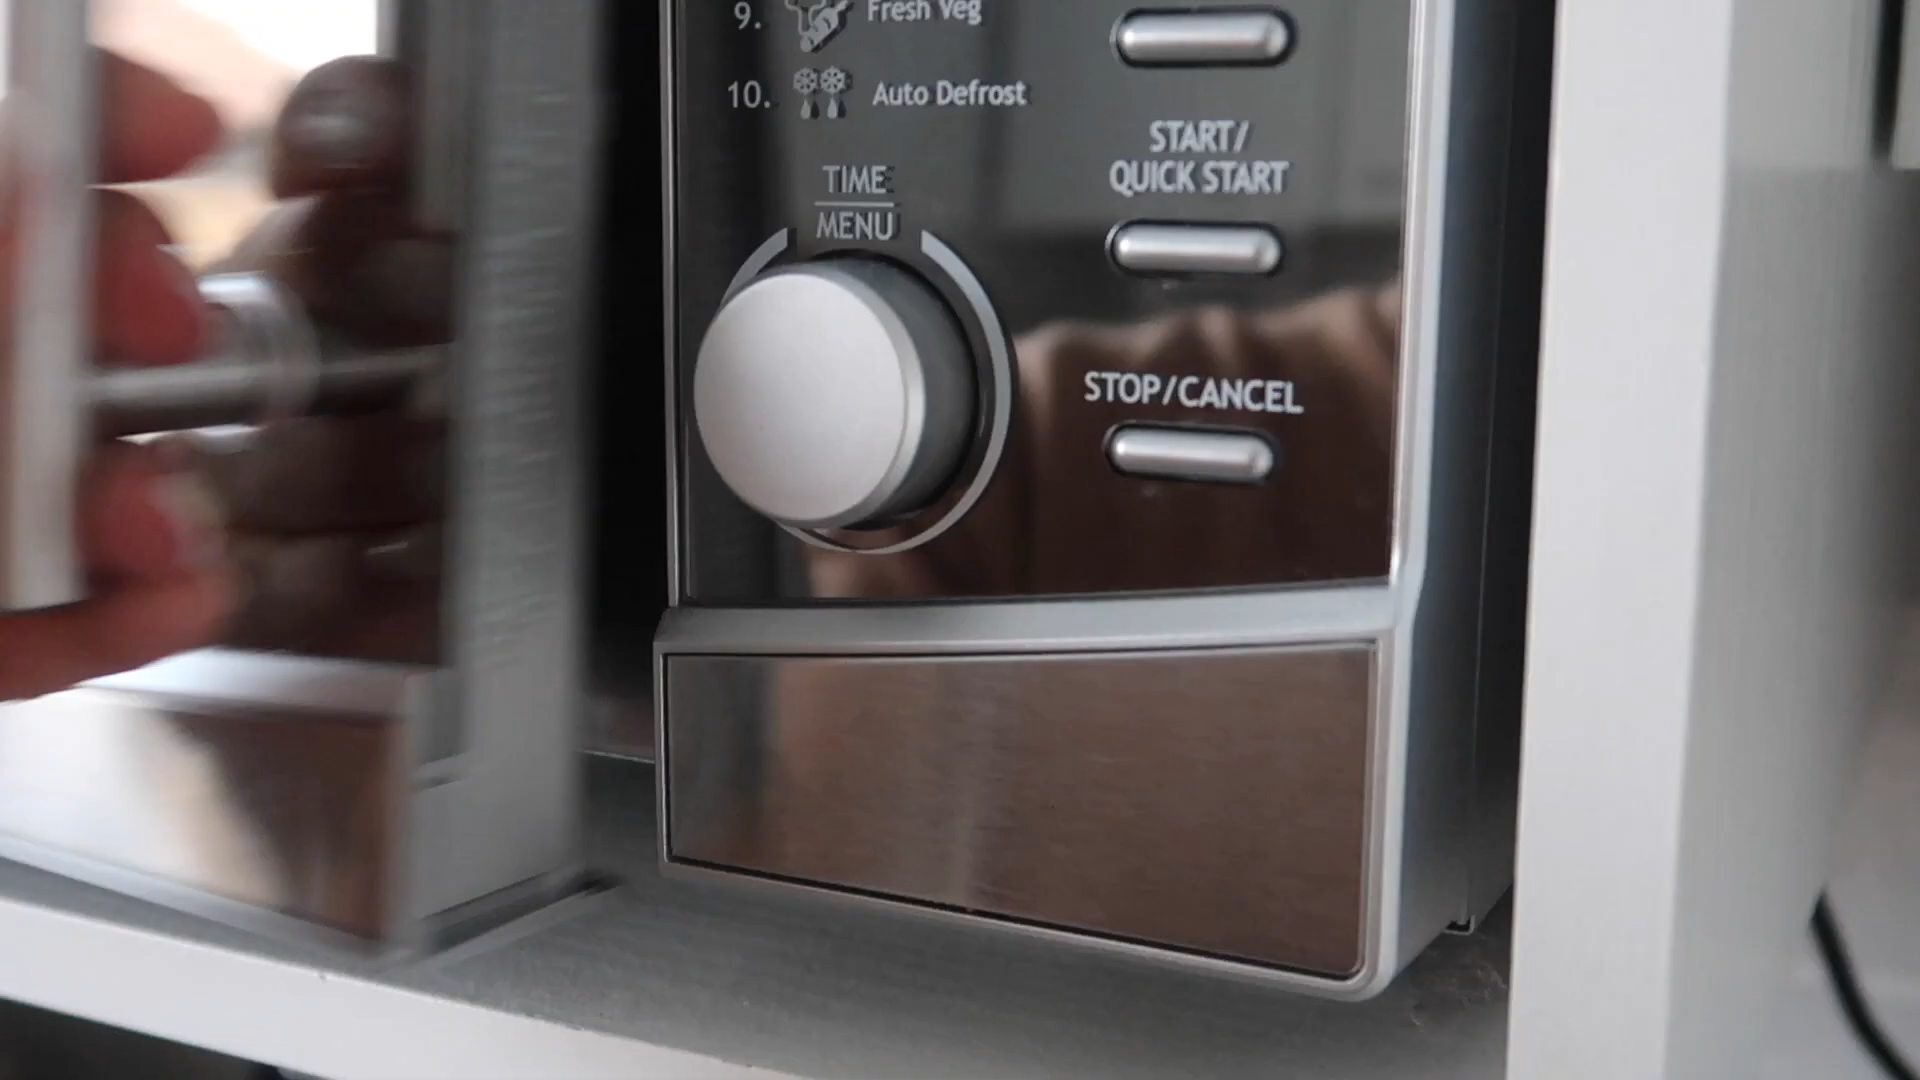 9. Fresh Veg
10. Auto Defrost
TIME
MENU
START/
QUICK START
STOP/CANCEL